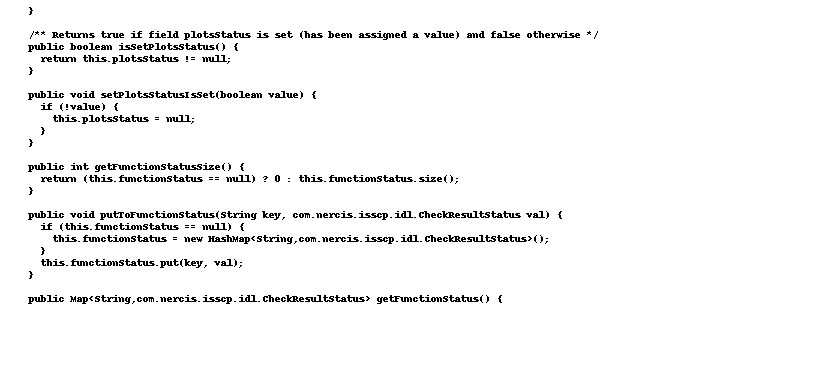 }

/** Returns true if field plotsStatus is set (has been assigned a value) and false otherwise */
public boolean isSetPlotsStatus() {
  return this.plotsStatus != null;
}

public void setPlotsStatusIsSet(boolean value) {
  if (!value) {
    this.plotsStatus = null;
  }
}

public int getFunctionStatusSize() {
  return (this.functionStatus == null) ? 0 : this.functionStatus.size();
}

public void putToFunctionStatus(String key, com.nercis.isscp.idl.CheckResultStatus val) {
  if (this.functionStatus == null) {
    this.functionStatus = new HashMap<String,com.nercis.isscp.idl.CheckResultStatus>();
  }
  this.functionStatus.put(key, val);
}

public Map<String,com.nercis.isscp.idl.CheckResultStatus> getFunctionStatus() {